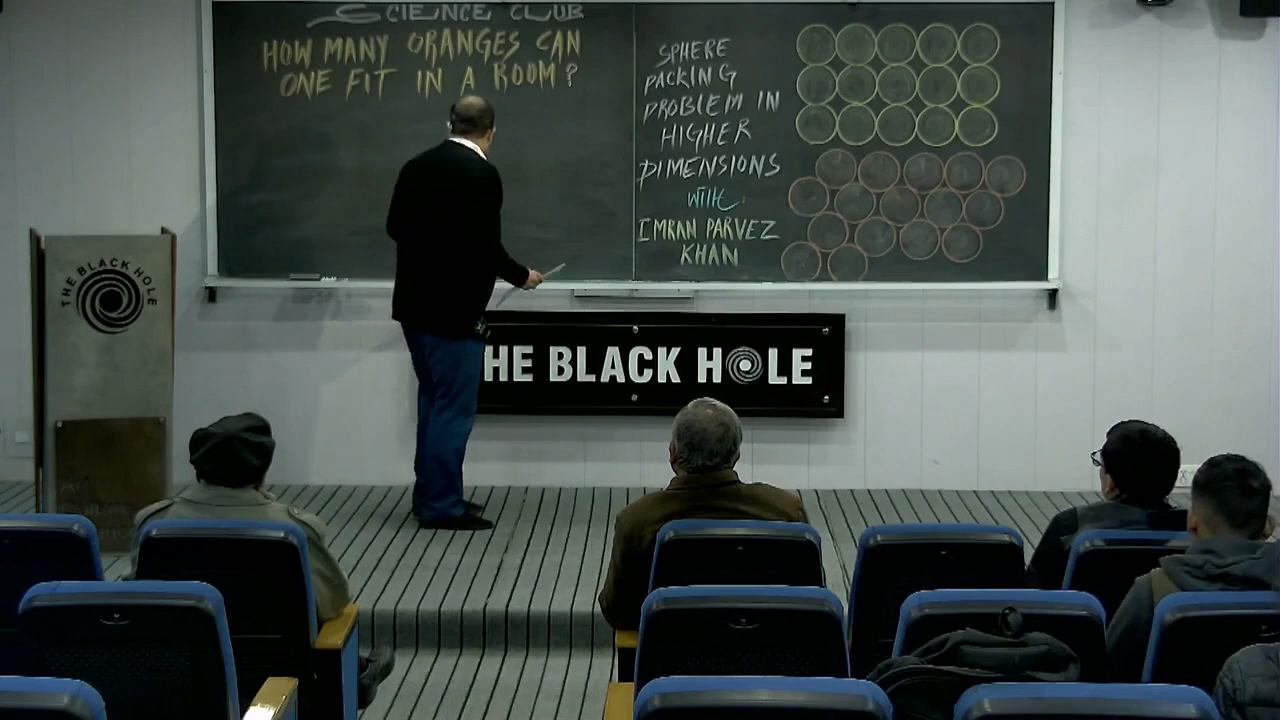 SCIENCE CLUB
HOW MANY ORANGES CAN
ONE FIT IN A ROOM?
SPHERE
PACKING
PROBLEM IN
HIGHER
DIMENSIONS
WITH
IMRAN PARVEZ
KHAN
THE BLACK HOLE
HE BLACK HOLE